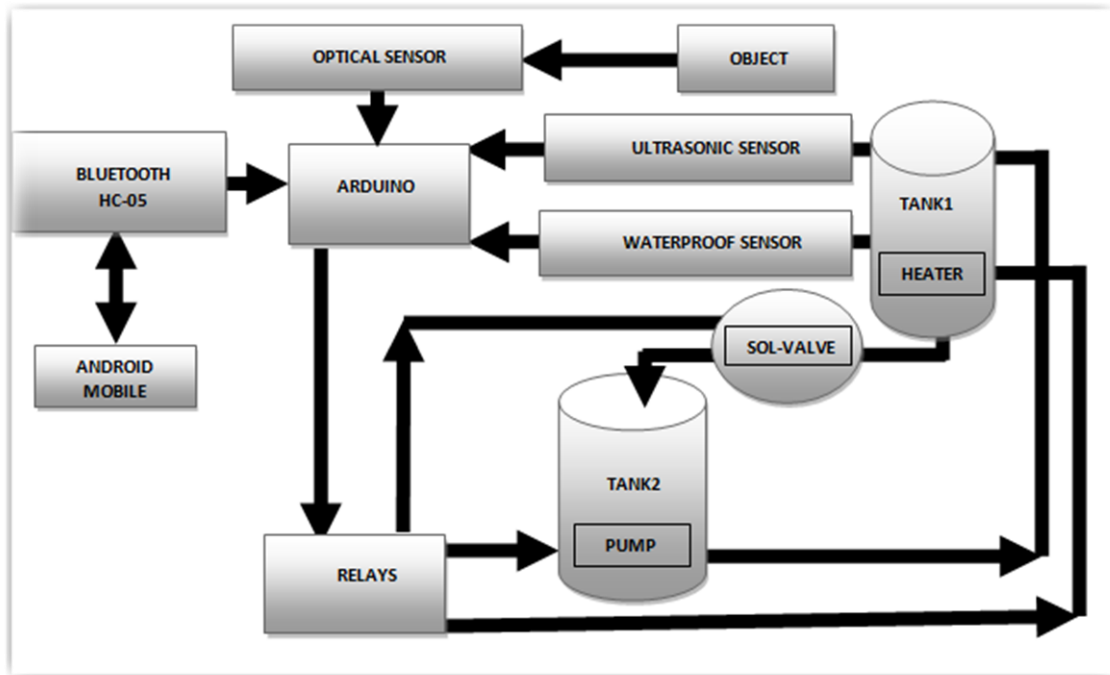 OPTICAL SENSOR
OBJECT
ULTRASONIC SENSOR
BLUETOOTH
HC-05
ARDUINO
TANK1
WATERPROOF SENSOR
HEATER
SOL-VALVE
ANDROID
MOBILE
TANK2
PUMP
RELAYS